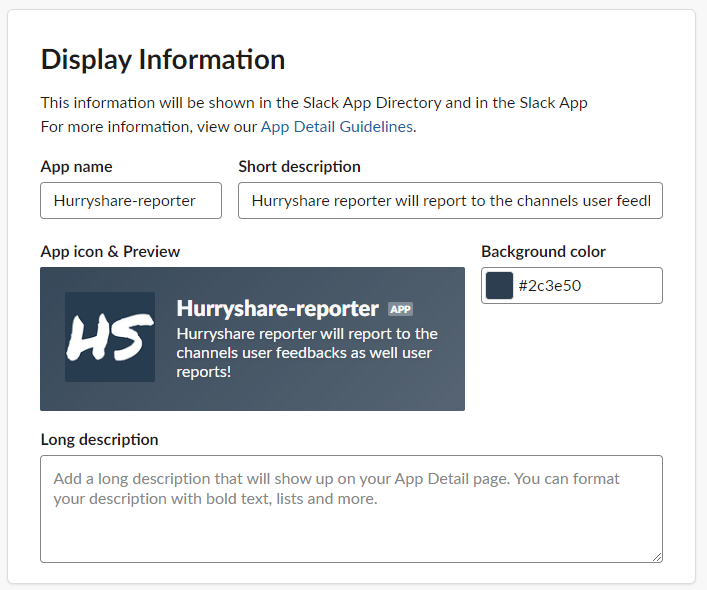 Display Information
This information will be shown in the Slack App Directory and in the Slack App
For more information, view our App Detail Guidelines.
App name
Short description
Hurryshare-reporter
Hurryshare reporter will report to the channels user feedl
App icon & Preview
Background color
HS
Hurryshare-reporter APP
Hurryshare reporter will report to the
channels user feedbacks as well user
reports!
#2c3e50
Long description
Add a long description that will show up on your App Detail page. You can format
your description with bold text, lists and more.